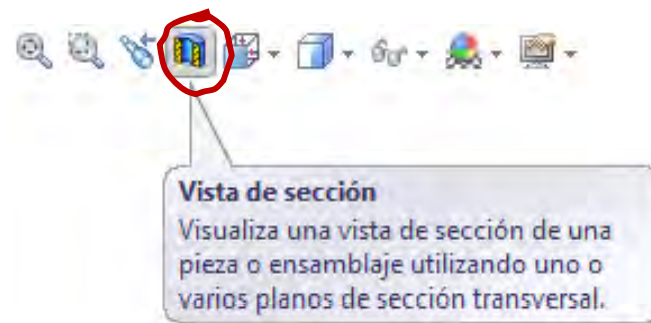 Vista de sección
Visualiza una vista de sección de una
pieza o ensamblaje utilizando uno o
varios planos de sección transversal.